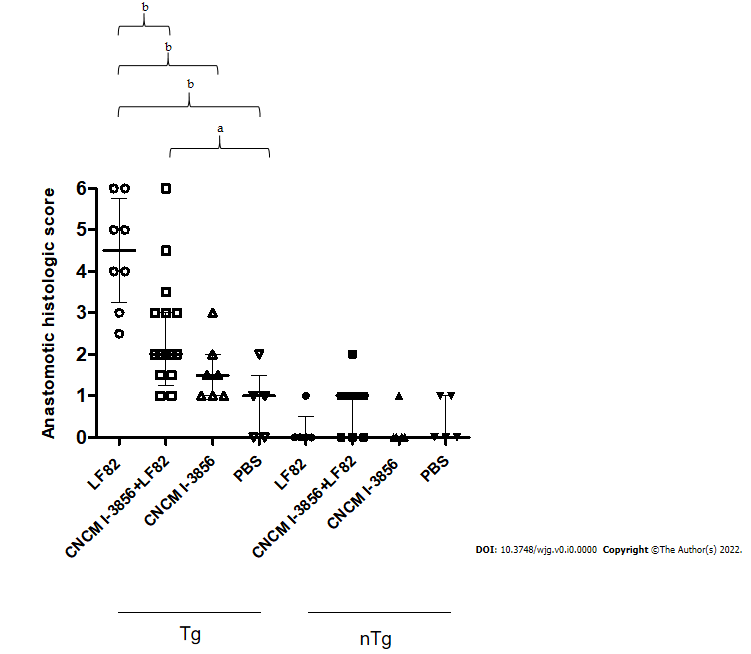 b
b
b
a
Anastomotic histologic score
6
5
4
3
2
1
0
LF82
CNCM I-3856+LF82
CNCM I-3856
PBS
LF82
CNCM I-3856+LF82
CNCM I-3856
PBS
DOI: 10.3748/wjg.v0.i0.0000 Copyright ©The Author(s) 2022.
Tg
nTg